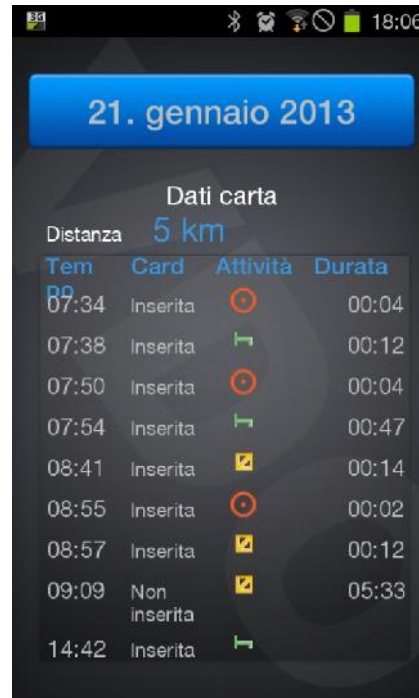 3G 18:06
21. gennaio 2013
Dati carta
Distanza 5 km
Tem Card Attività Durata
po
07:34 Inserita 00:04
07:38 Inserita 00:12
07:50 Inserita 00:04
07:54 Inserita 00:47
08:41 Inserita 00:14
08:55 Inserita 00:02
08:57 Inserita 00:12
09:09 Non 05:33
inserita
14:42 Inserita